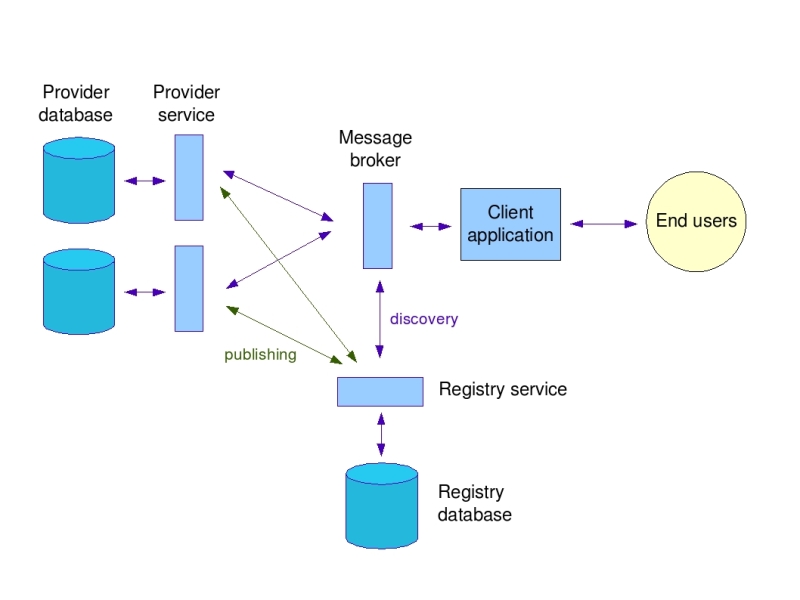 Provider
database
Provider
service
Message
broker
Client
application
End users
discovery
publishing
Registry service
Registry
database